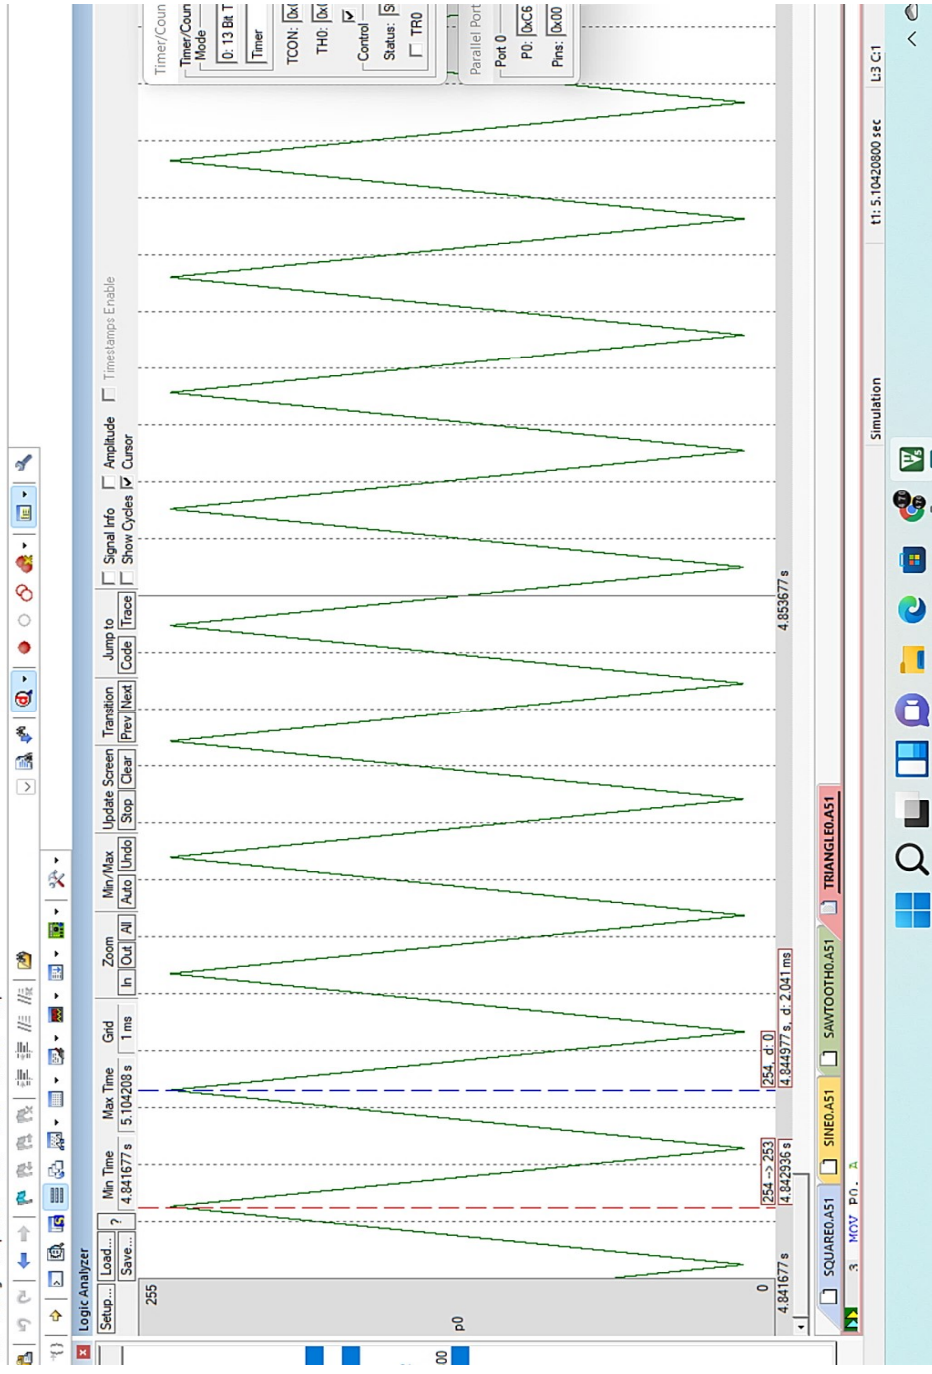 Logic Analyzer
Setup... Load... Min Time Max Time Grid Zoom Min/Max Update Screen Transition Jump to Signal Info Amplitude Timestamps Enable
Save... ? 4.841677 s 5.104208 s 1 ms In Out All Auto Undo Stop Clear Prev Next Code Trace Show Cycles Cursor
255
p0
0
254 --> 253
254, d: 0
4.842936 s
4.844977 s, d: 2.041 ms
4.841677 s
4.853677 s
Timer/Coun
Timer/Coun
Mode
0: 13 Bit T
Timer
TCON:
TH0:
Control
Status:
TR0
Parallel Port
Port 0
P0: 0xC6
Pins: 0x00
00
SQUARE0.A51 SINE0.A51 SAWTOOTH0.A51 TRIANGLE0.A51
3 MOV P0, A
Simulation t1: 5.10420800 sec L:3 C:1